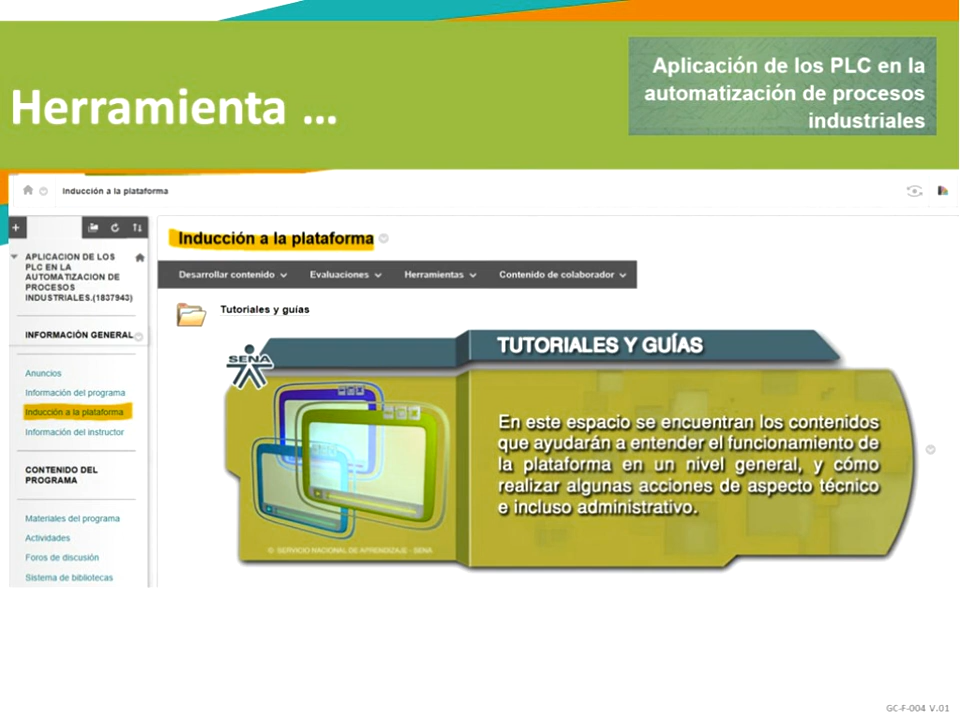 Herramienta ...
Aplicación de los PLC en la
automatización de procesos
industriales
Inducción a la plataforma
APLICACION DE LOS
PLC EN LA
AUTOMATIZACION DE
PROCESOS
INDUSTRIALES.(1837943)
INFORMACIÓN GENERAL
Anuncios
Información del programa
Inducción a la plataforma
Información del instructor
CONTENIDO DEL
PROGRAMA
Materiales del programa
Actividades
Foros de discusión
Sistema de bibliotecas
Inducción a la plataforma
Desarrollar contenido Evaluaciones Herramientas Contenido de colaborador
Tutoriales y guías
SENA
TUTORIALES Y GUÍAS
En este espacio se encuentran los contenidos
que ayudarán a entender el funcionamiento de
la plataforma en un nivel general, y cómo
realizar algunas acciones de aspecto técnico
e incluso administrativo.
© SERVICIO NACIONAL DE APRENDIZAJE - SENA
GC-F-004 V.01